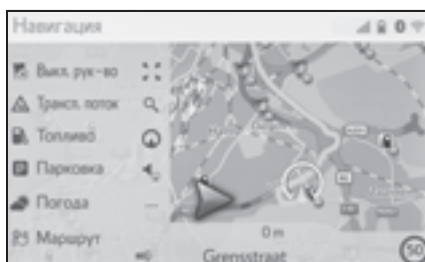 Навигация
Выкл. рук-во
Трансп. поток
Топливо
Парковка
Погода
Маршрут
0 m
Grensstraat
50